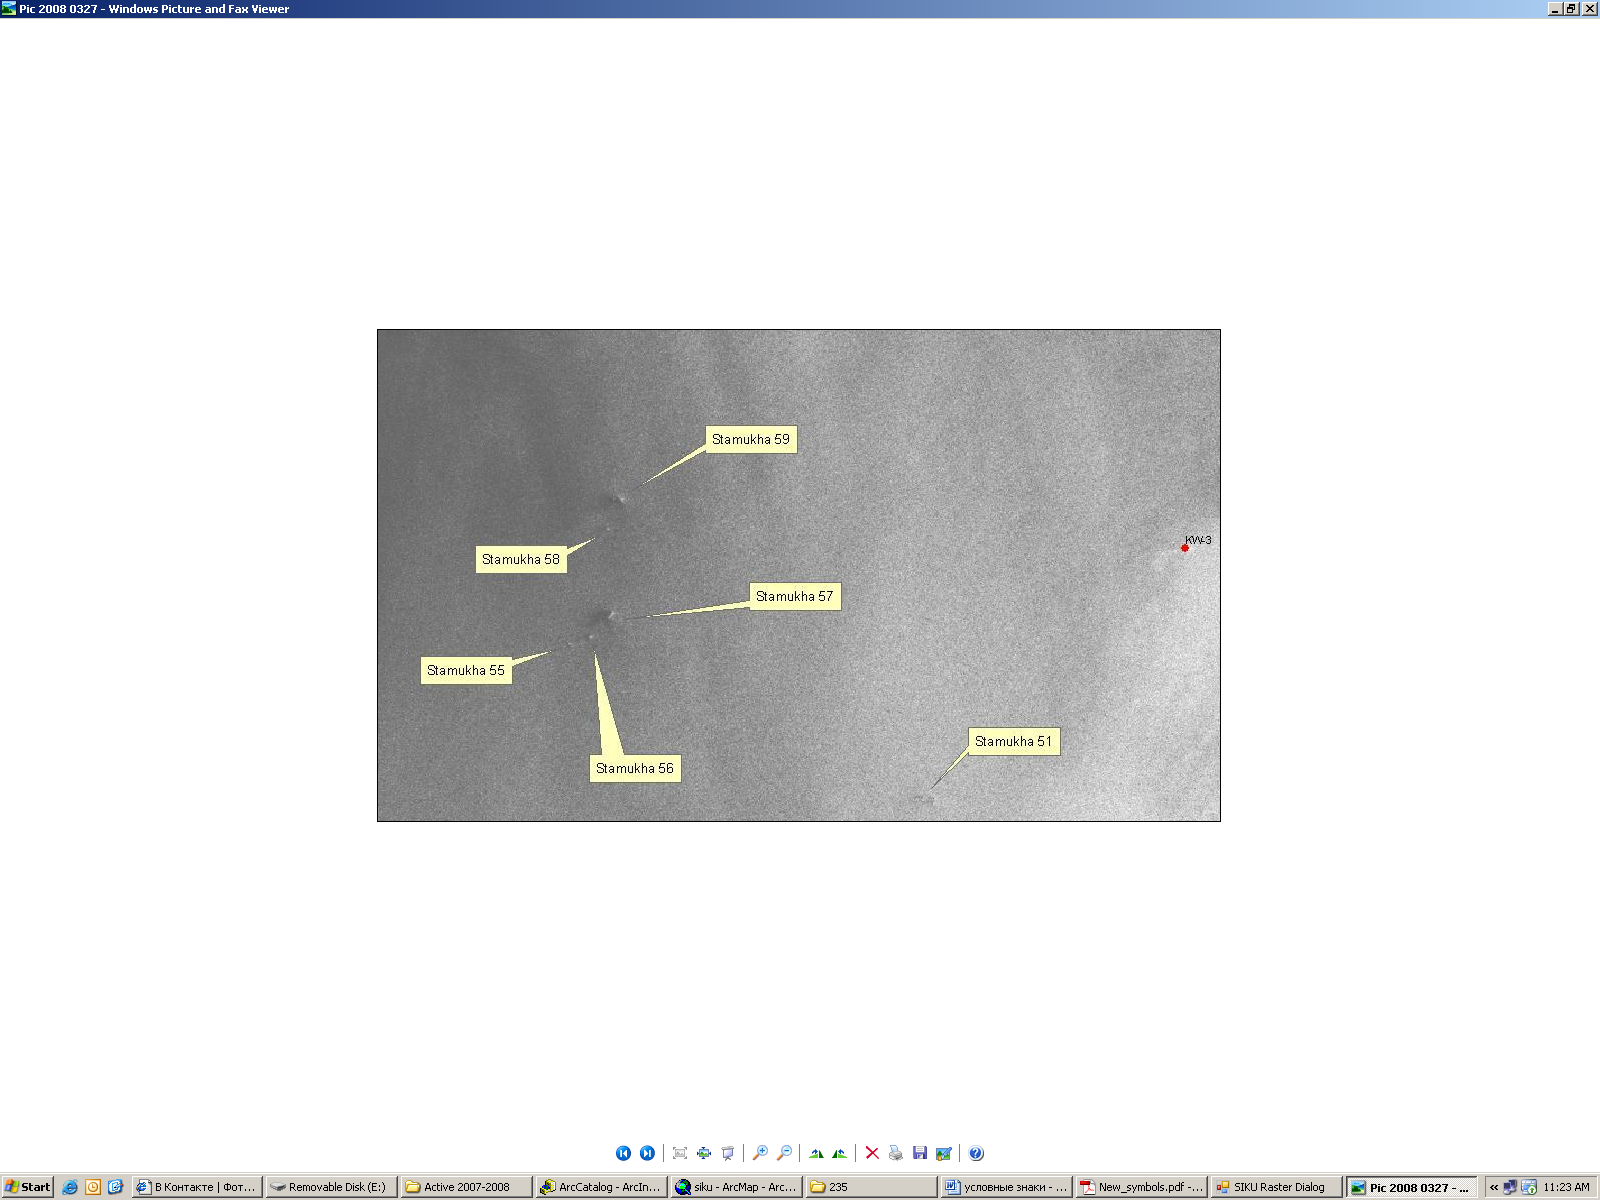 Pic 2008 0327 - Windows Picture and Fax Viewer
Stamukha 59
KW-3
Stamukha 58
Stamukha 57
Stamukha 55
Stamukha 51
Stamukha 56
Start
В Контакте | Фот...
Removable Disk (E:)
Active 2007-2008
ArcCatalog - ArcIn...
siku - ArcMap - Arc...
235
условные знаки - ...
New_symbols.pdf -...
SIKU Raster Dialog
Pic 2008 0327 - ...
11:23 AM